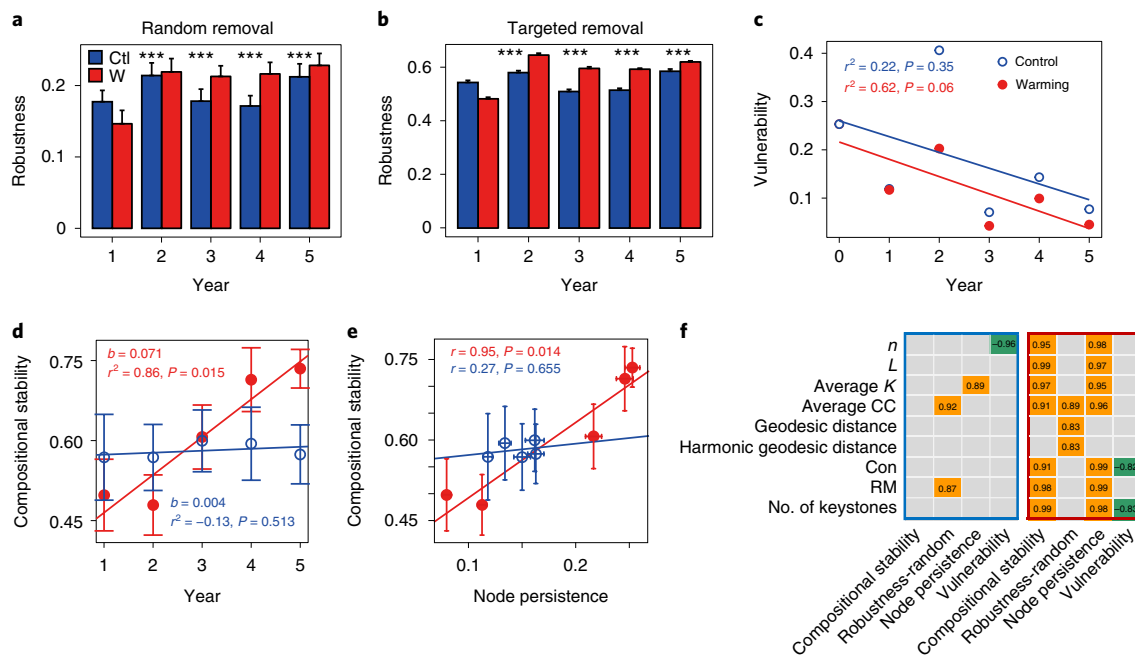 a
Random removal
Ctl
W
*** *** *** ***
Robustness
0.2
0.1
0
1 2 3 4 5
Year
b
Targeted removal
*** *** *** ***
Robustness
0.6
0.4
0.2
0
1 2 3 4 5
Year
c
r² = 0.22, P = 0.35
r² = 0.62, P = 0.06
Control
Warming
Vulnerability
0.4
0.3
0.2
0.1
0 1 2 3 4 5
Year
d
b = 0.071
r² = 0.86, P = 0.015
b = 0.004
r² = −0.13, P = 0.513
Compositional stability
0.75
0.60
0.45
1 2 3 4 5
Year
e
r = 0.95, P = 0.014
r = 0.27, P = 0.655
Compositional stability
0.75
0.60
0.45
0.1 0.2
Node persistence
f
n −0.96 0.95 0.98
L 0.99 0.97
Average K 0.89 0.97 0.95
Average CC 0.92 0.91 0.89 0.96
Geodesic distance 0.83
Harmonic geodesic distance 0.83
Con 0.91 0.99 −0.82
RM 0.87 0.98 0.99
No. of keystones 0.99 0.98 −0.83
Compositional stability
Robustness-random
Node persistence
Vulnerability
Compositional stability
Robustness-random
Node persistence
Vulnerability